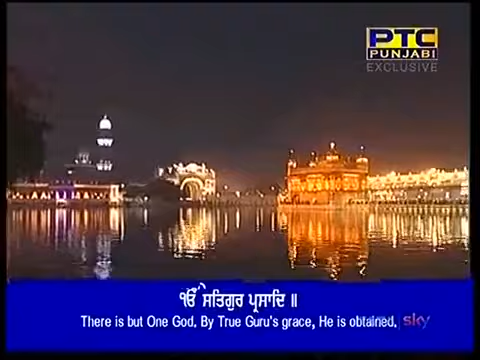 PTC
PUNJABI
EXCLUSIVE
ੴ ਸਤਿਗੁਰ ਪ੍ਰਸਾਦਿ ॥
There is but One God. By True Guru's grace, He is obtained.
sky